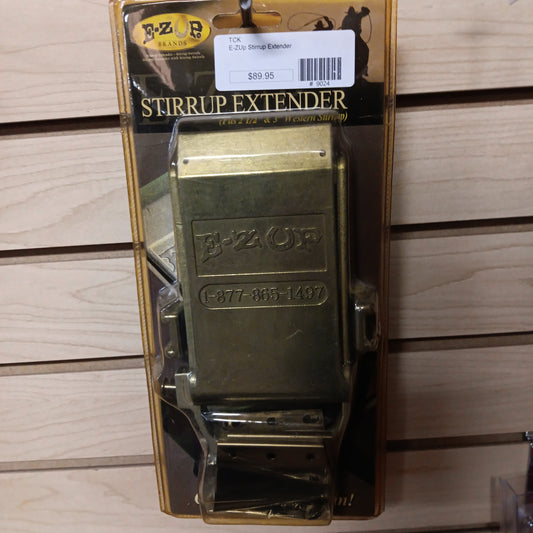 E-ZUP
BRANDS
TCK
E-ZUp Stirrup Extender
$89.95
# 9024
STIRRUP EXTENDER
(Fits 2 1/2" & 3" Western Stirrup)
E-Z UP
1-877-865-1497